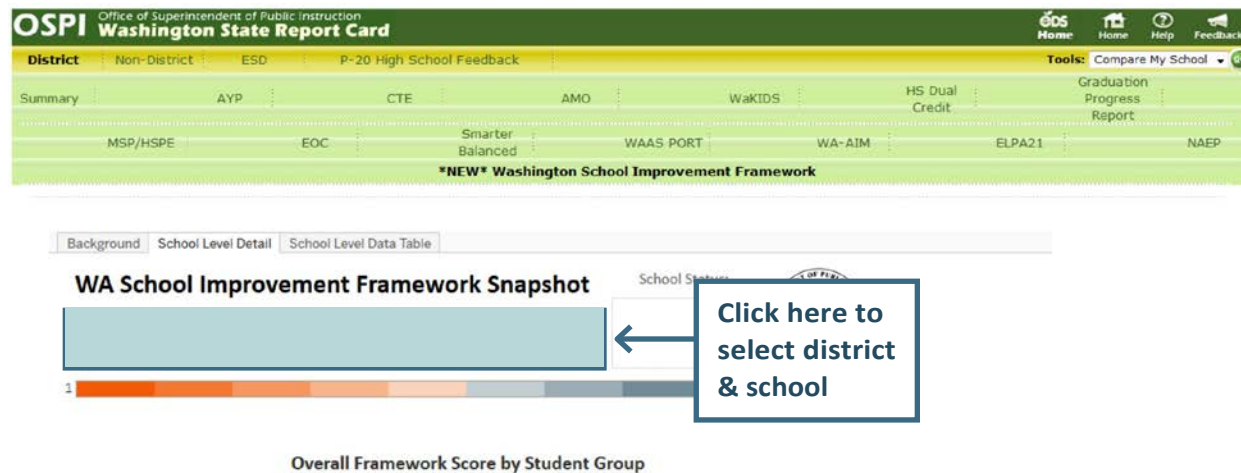 OSPI Office of Superintendent of Public Instruction
Washington State Report Card
EDS Home Home Help Feedback
District Non-District ESD P-20 High School Feedback Tools: Compare My School
Summary AYP CTE AMO WaKIDS HS Dual Credit Graduation Progress Report
MSP/HSPE EOC Smarter Balanced WAAS PORT WA-AIM ELPA21 NAEP
*NEW* Washington School Improvement Framework
Background School Level Detail School Level Data Table
WA School Improvement Framework Snapshot
School Status:
Click here to
select district
& school
1
Overall Framework Score by Student Group